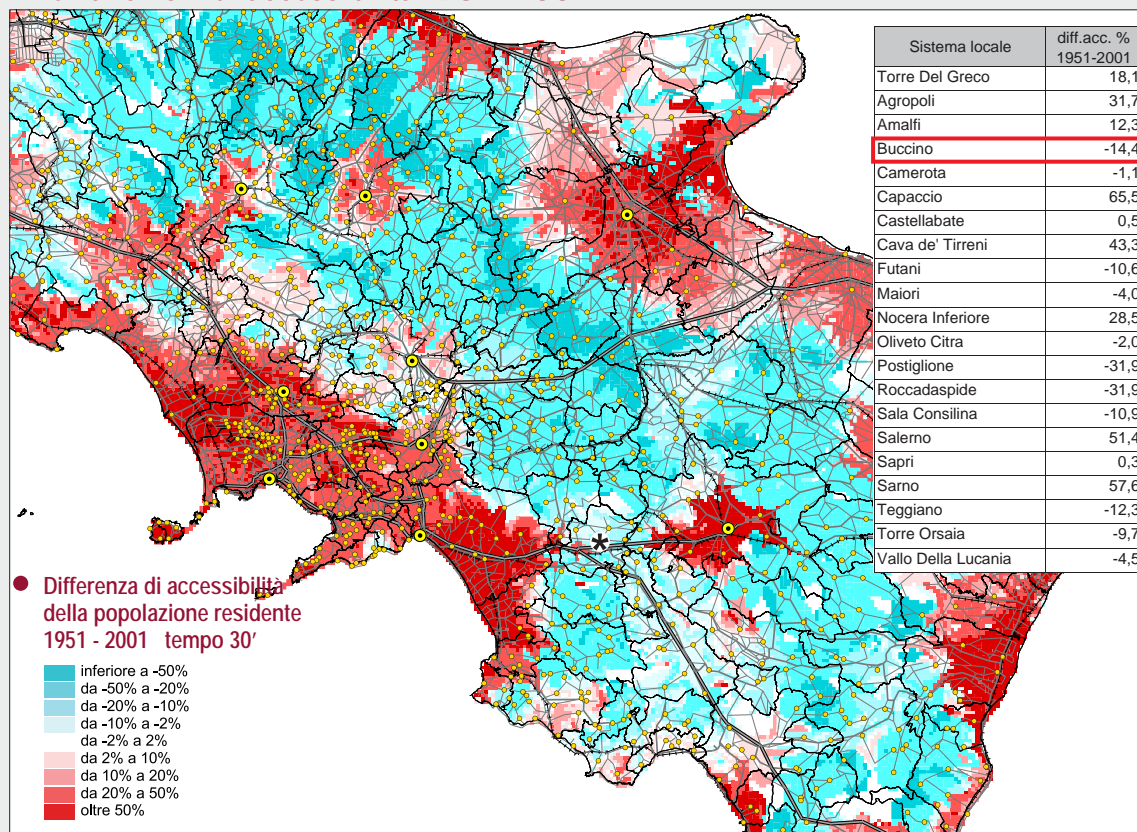 Sistema locale
diff.acc. %
1951-2001
Torre Del Greco 18,1
Agropoli 31,7
Amalfi 12,3
Buccino -14,4
Camerota -1,1
Capaccio 65,5
Castellabate 0,5
Cava de' Tirreni 43,3
Futani -10,6
Maiori -4,0
Nocera Inferiore 28,5
Oliveto Citra -2,0
Postiglione -31,9
Roccadaspide -31,9
Sala Consilina -10,9
Salerno 51,4
Sapri 0,3
Sarno 57,6
Teggiano -12,3
Torre Orsaia -9,7
Vallo Della Lucania -4,5
*
● Differenza di accessibilità
della popolazione residente
1951 - 2001 tempo 30'
inferiore a -50%
da -50% a -20%
da -20% a -10%
da -10% a -2%
da -2% a 2%
da 2% a 10%
da 10% a 20%
da 20% a 50%
oltre 50%